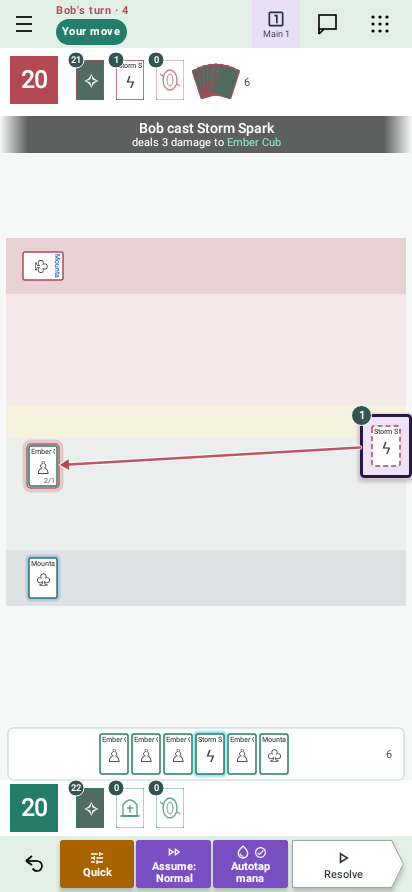 Bob's turn · 4
Your move
1
Main 1
20
21
1
Storm S
0
6
Bob cast Storm Spark
deals 3 damage to Ember Cub
Mounta
1
Storm S
Ember C
2/1
Mounta
Ember C
Ember C
Ember C
Storm S
Ember C
Mounta
6
20
22
0
0
Quick
Assume:
Normal
Autotap
mana
Resolve